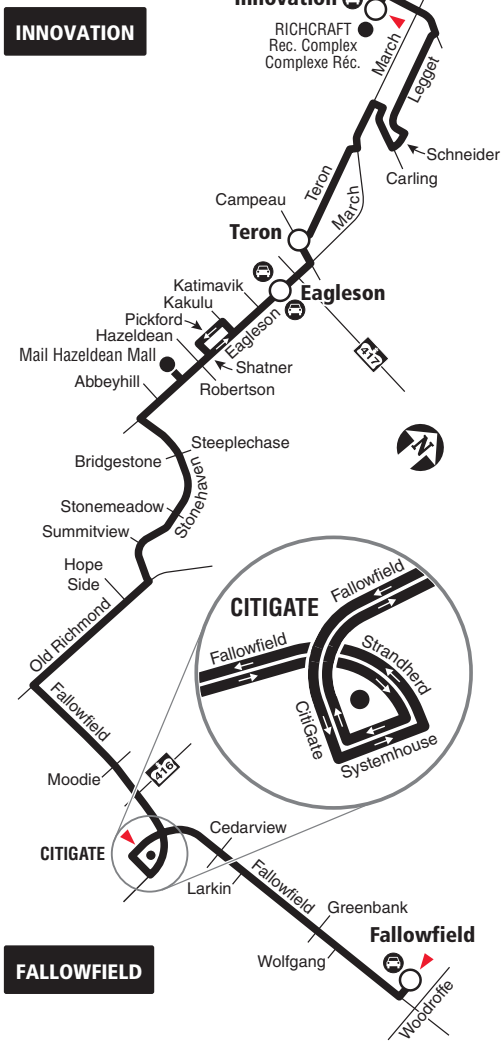 Innovation
INNOVATION
RICHCRAFT
Rec. Complex
Complexe Réc.
March
Legget
Schneider
Carling
Teron
March
Campeau
Teron
Katimavik
Eagleson
Kakulu
Pickford
Eagleson
Hazeldean
Shatner
417
Mail Hazeldean Mall
Robertson
Abbeyhill
N
Steeplechase
Bridgestone
Stonehaven
Stonemeadow
Summitview
Hope
Side
Old Richmond
CITIGATE
Fallowfield
Fallowfield
Strandherd
CitiGate
Systemhouse
Fallowfield
Moodie
416
CITIGATE
Cedarview
Larkin
Fallowfield
Greenbank
Wolfgang
Fallowfield
FALLOWFIELD
Woodroffe